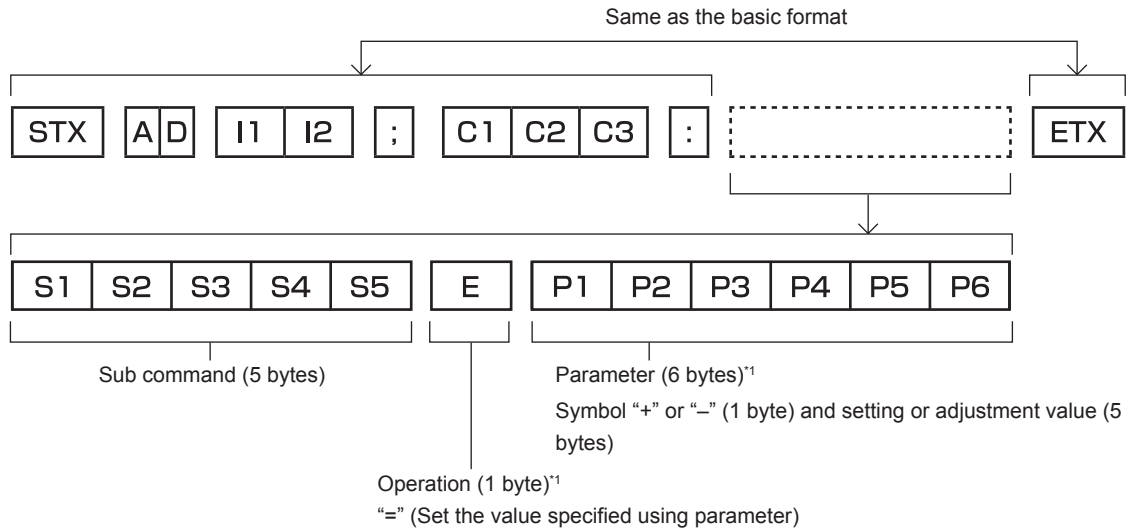 Same as the basic format
STX A D I1 I2 ; C1 C2 C3 : ETX
S1 S2 S3 S4 S5 E P1 P2 P3 P4 P5 P6
Sub command (5 bytes)
Parameter (6 bytes)*1
Symbol “+” or “–” (1 byte) and setting or adjustment value (5
bytes)
Operation (1 byte)*1
“=” (Set the value specified using parameter)